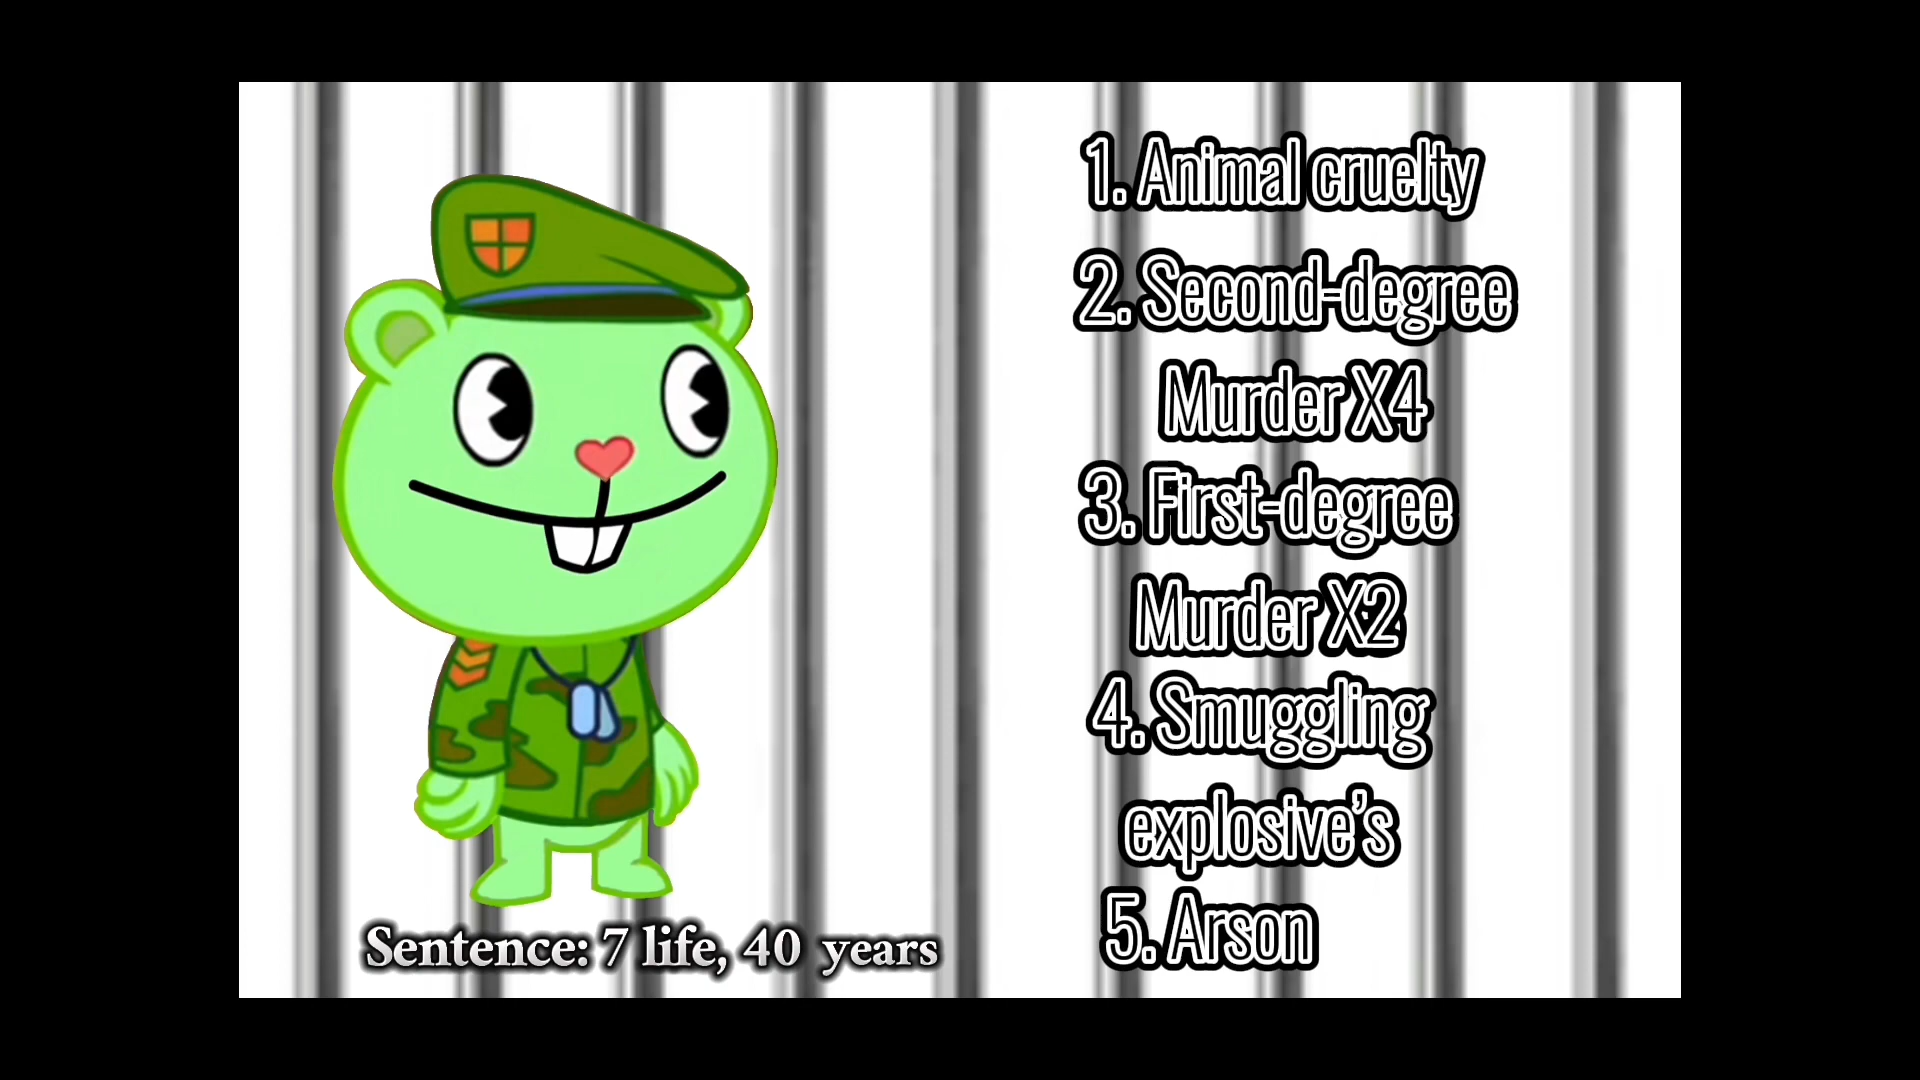 1. Animal cruelty
2. Second-degree
Murder X4
3. First-degree
Murder X2
4. Smuggling
explosive’s
5. Arson
Sentence: 7 life, 40 years